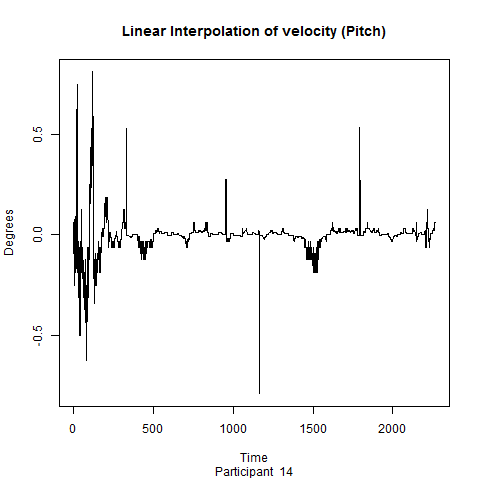 Linear Interpolation of velocity (Pitch)
Degrees
0.5
0.0
-0.5
0 500 1000 1500 2000
Time
Participant 14